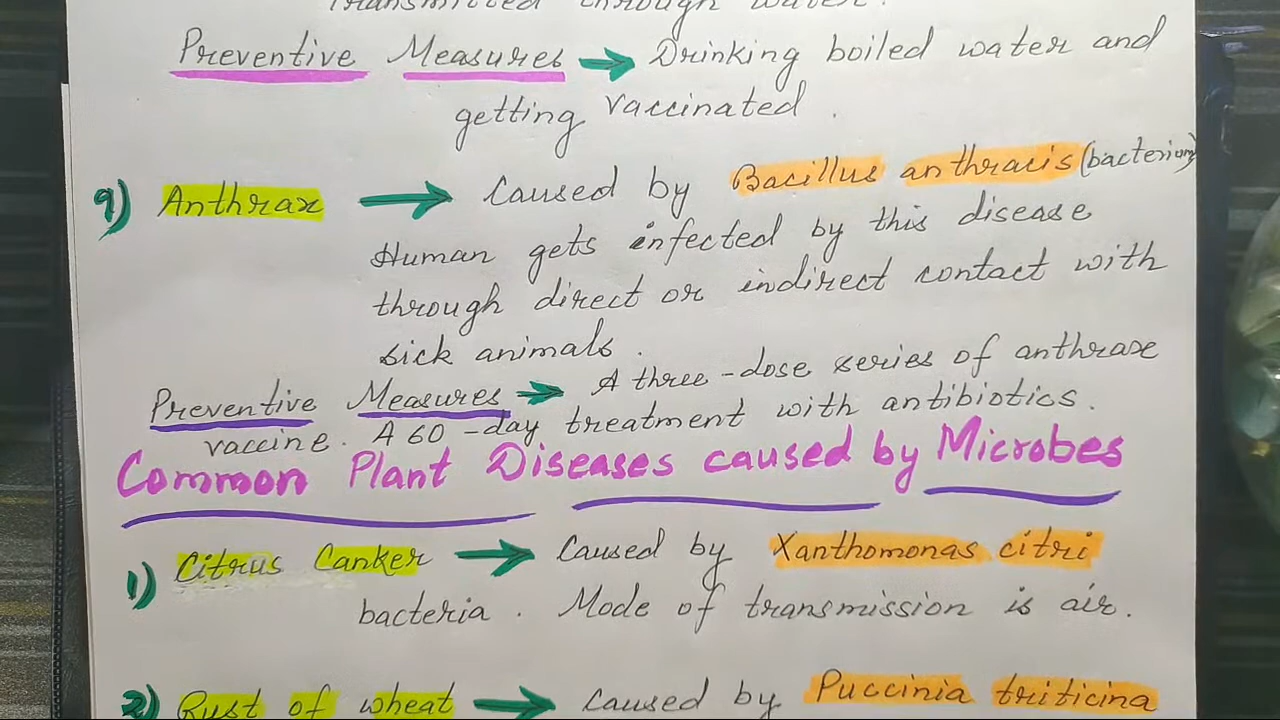 transmitted through water.
Preventive Measures → Drinking boiled water and
getting vaccinated .
9) Anthrax → Caused by Bacillus anthracis (bacterium)
Human gets infected by this disease
through direct or indirect contact with
sick animals .
Preventive Measures → A three-dose series of anthrax
vaccine. A 60-day treatment with antibiotics.
Common Plant Diseases caused by Microbes
1) Citrus Canker → Caused by Xanthomonas citri
bacteria . Mode of transmission is air.
2) Rust of wheat → Caused by Puccinia triticina